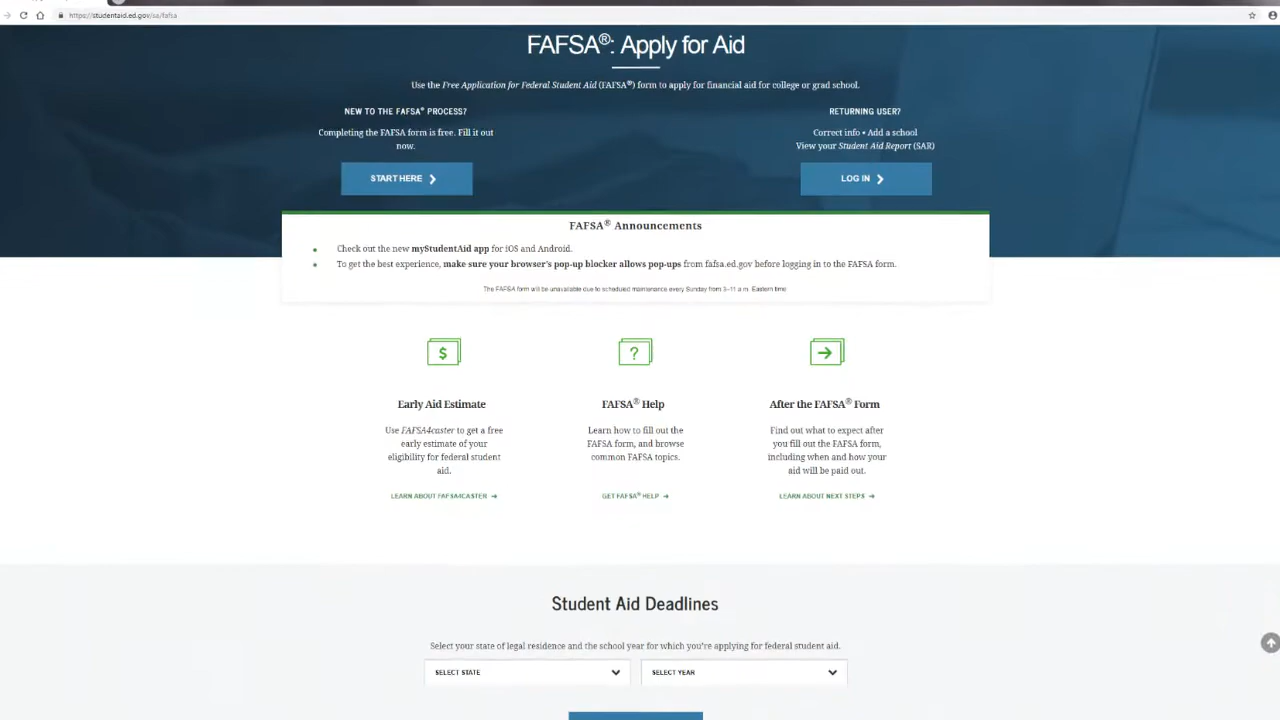 https://studentaid.ed.gov/sa/fafsa
FAFSA®: Apply for Aid
Use the Free Application for Federal Student Aid (FAFSA®) form to apply for financial aid for college or grad school.
NEW TO THE FAFSA® PROCESS?
Completing the FAFSA form is free. Fill it out
now.
START HERE
RETURNING USER?
Correct info • Add a school
View your Student Aid Report (SAR)
LOG IN
FAFSA® Announcements
• Check out the new myStudentAid app for iOS and Android.
• To get the best experience, make sure your browser's pop-up blocker allows pop-ups from fafsa.ed.gov before logging in to the FAFSA form.
The FAFSA form will be unavailable due to scheduled maintenance every Sunday from 3–11 a.m. Eastern time
$
Early Aid Estimate
Use FAFSA4caster to get a free
early estimate of your
eligibility for federal student
aid.
LEARN ABOUT FAFSA4CASTER →
?
FAFSA® Help
Learn how to fill out the
FAFSA form, and browse
common FAFSA topics.
GET FAFSA® HELP →
After the FAFSA® Form
Find out what to expect after
you fill out the FAFSA form,
including when and how your
aid will be paid out.
LEARN ABOUT NEXT STEPS →
Student Aid Deadlines
Select your state of legal residence and the school year for which you're applying for federal student aid.
SELECT STATE
SELECT YEAR